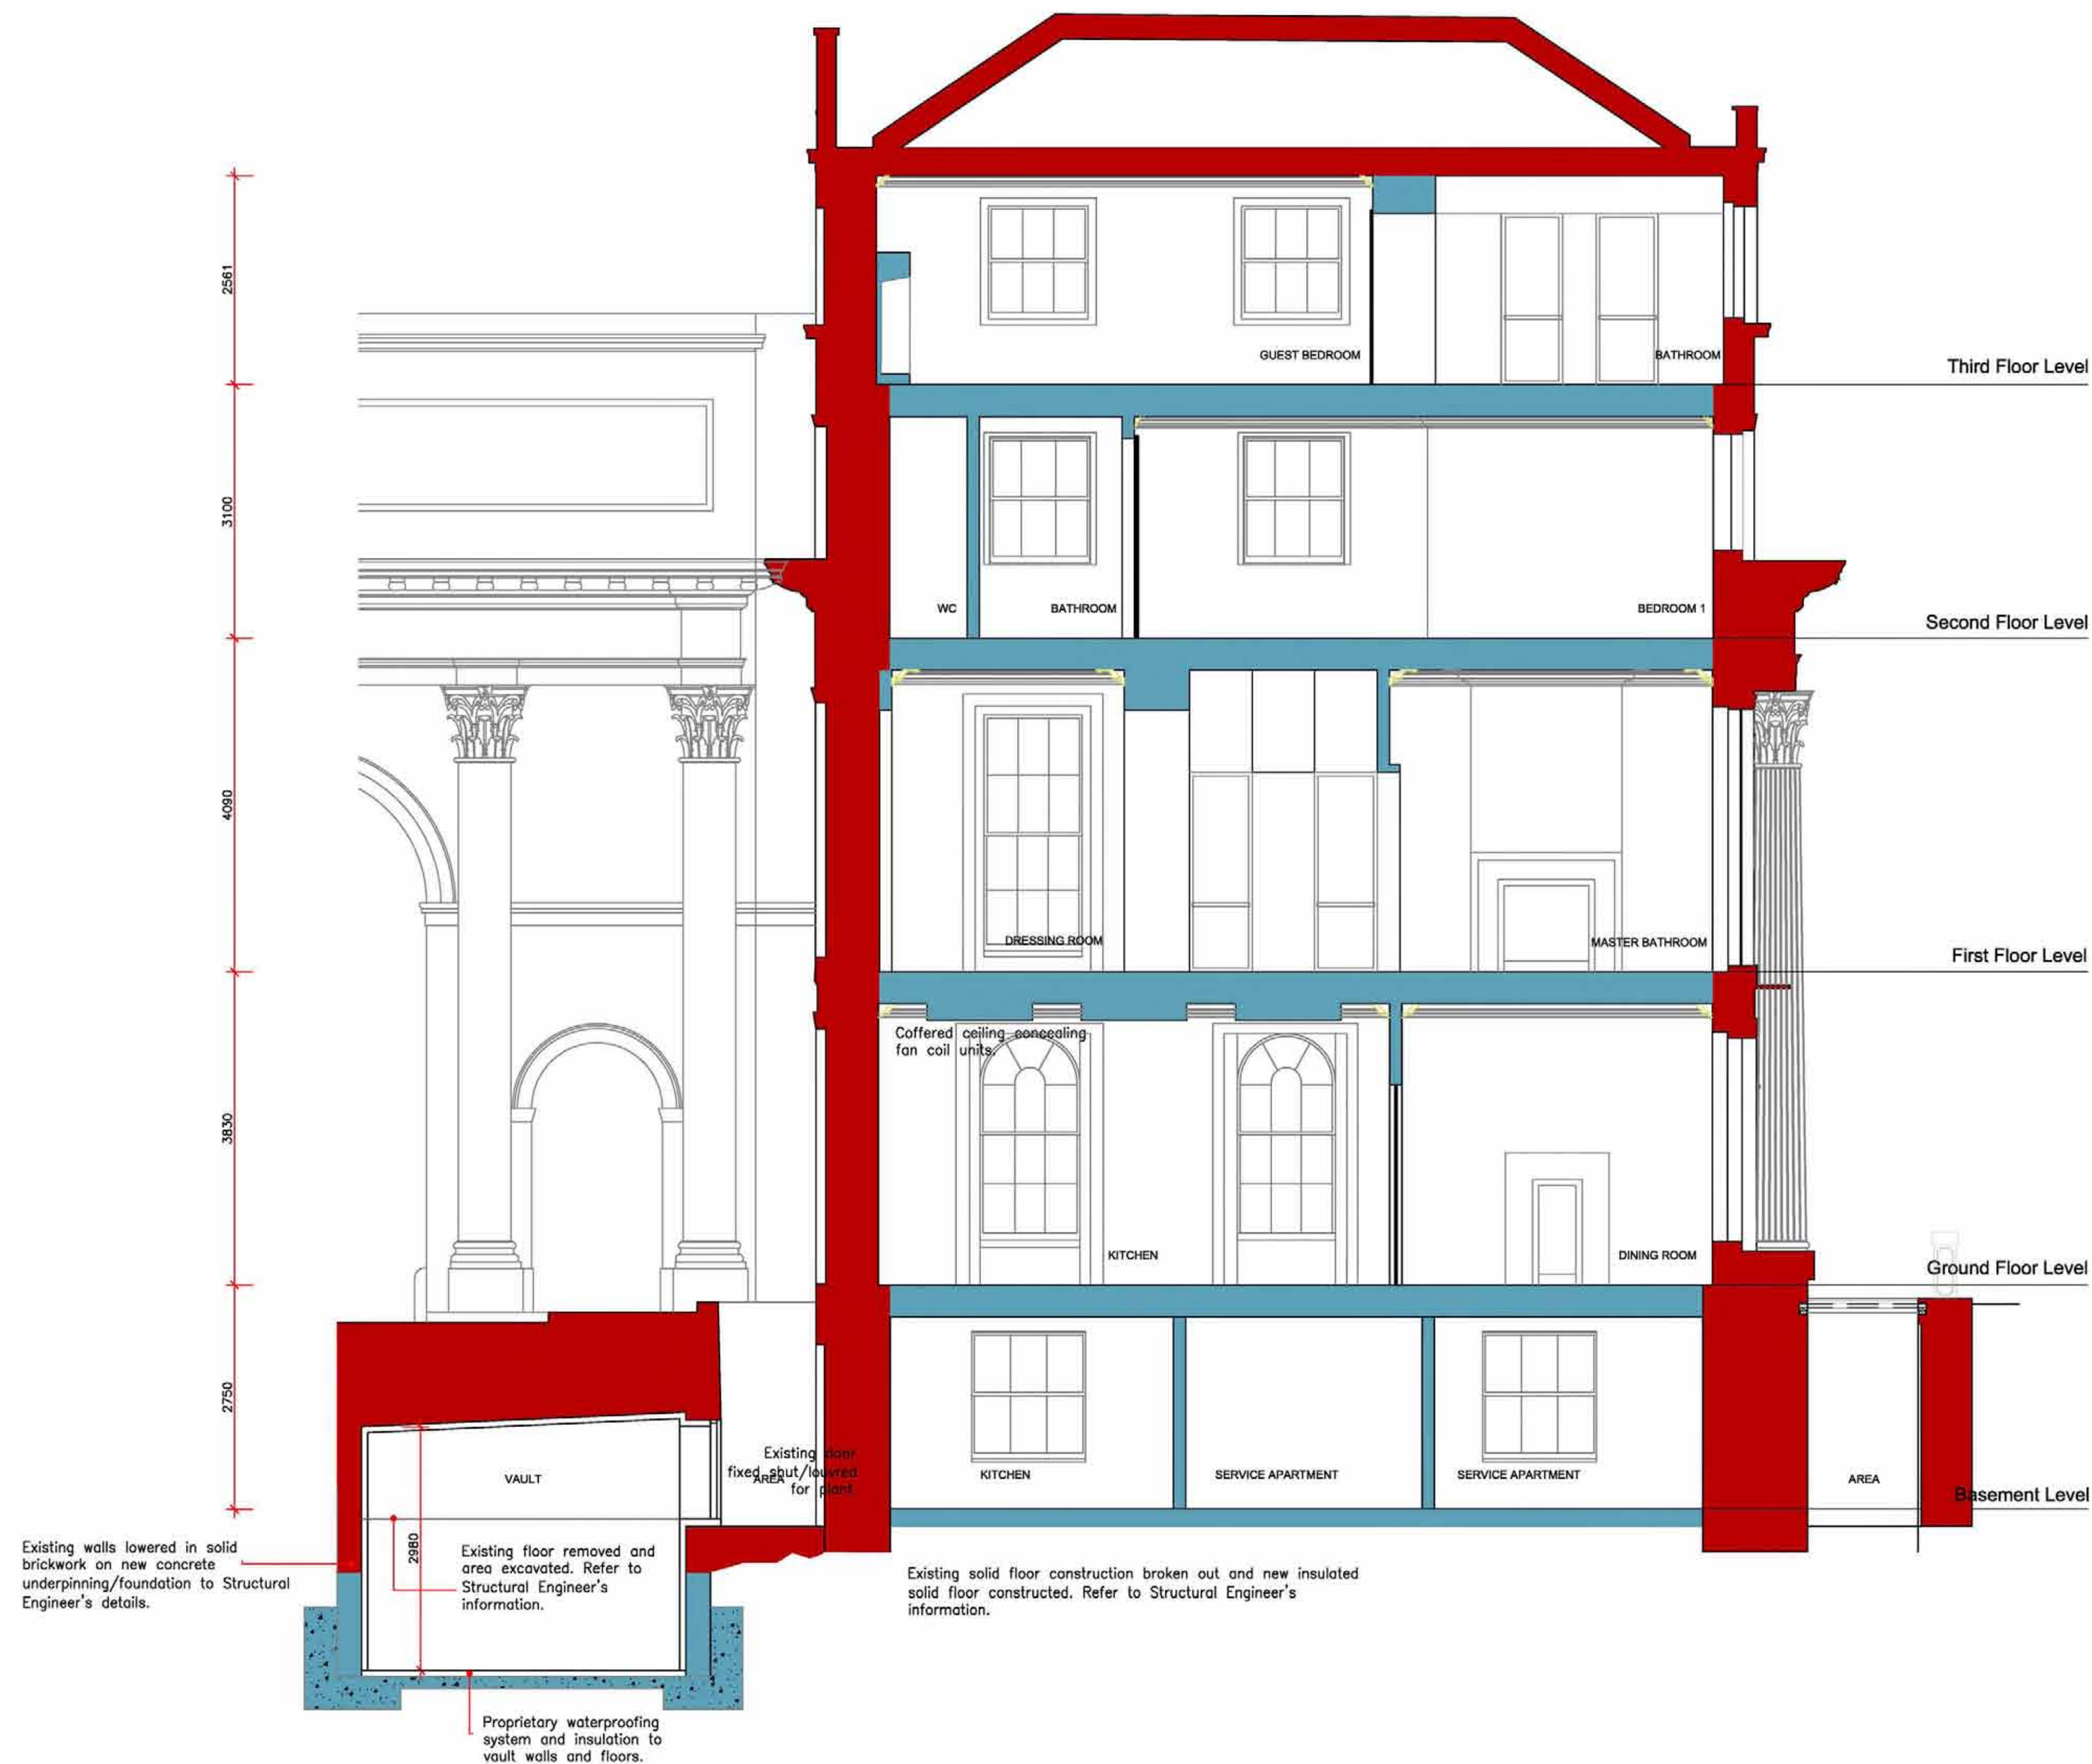 2561
GUEST BEDROOM
BATHROOM
Third Floor Level
3100
WC
BATHROOM
BEDROOM 1
Second Floor Level
4090
DRESSING ROOM
MASTER BATHROOM
First Floor Level
Coffered ceiling concealing
fan coil units.
3830
KITCHEN
DINING ROOM
Ground Floor Level
2750
VAULT
Existing door
fixed shut/louvred
for plant.
AREA
KITCHEN
SERVICE APARTMENT
SERVICE APARTMENT
AREA
Basement Level
2980
Existing walls lowered in solid
brickwork on new concrete
underpinning/foundation to Structural
Engineer's details.
Existing floor removed and
area excavated. Refer to
Structural Engineer's
information.
Existing solid floor construction broken out and new insulated
solid floor constructed. Refer to Structural Engineer's
information.
Proprietary waterproofing
system and insulation to
vault walls and floors.